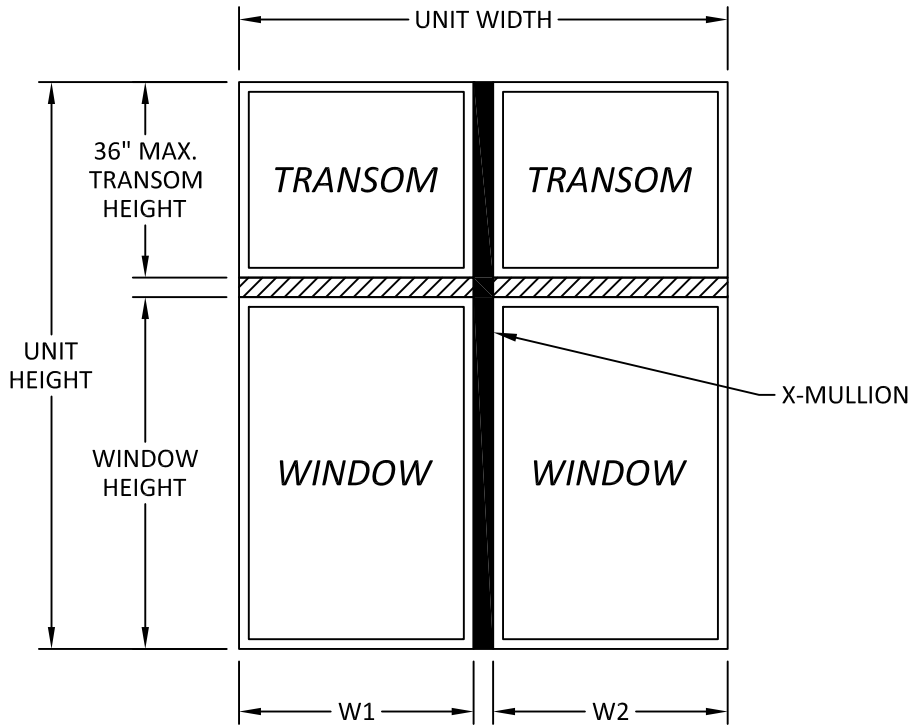 UNIT WIDTH
36" MAX.
TRANSOM
HEIGHT
TRANSOM
TRANSOM
UNIT
HEIGHT
X-MULLION
WINDOW
HEIGHT
WINDOW
WINDOW
W1
W2